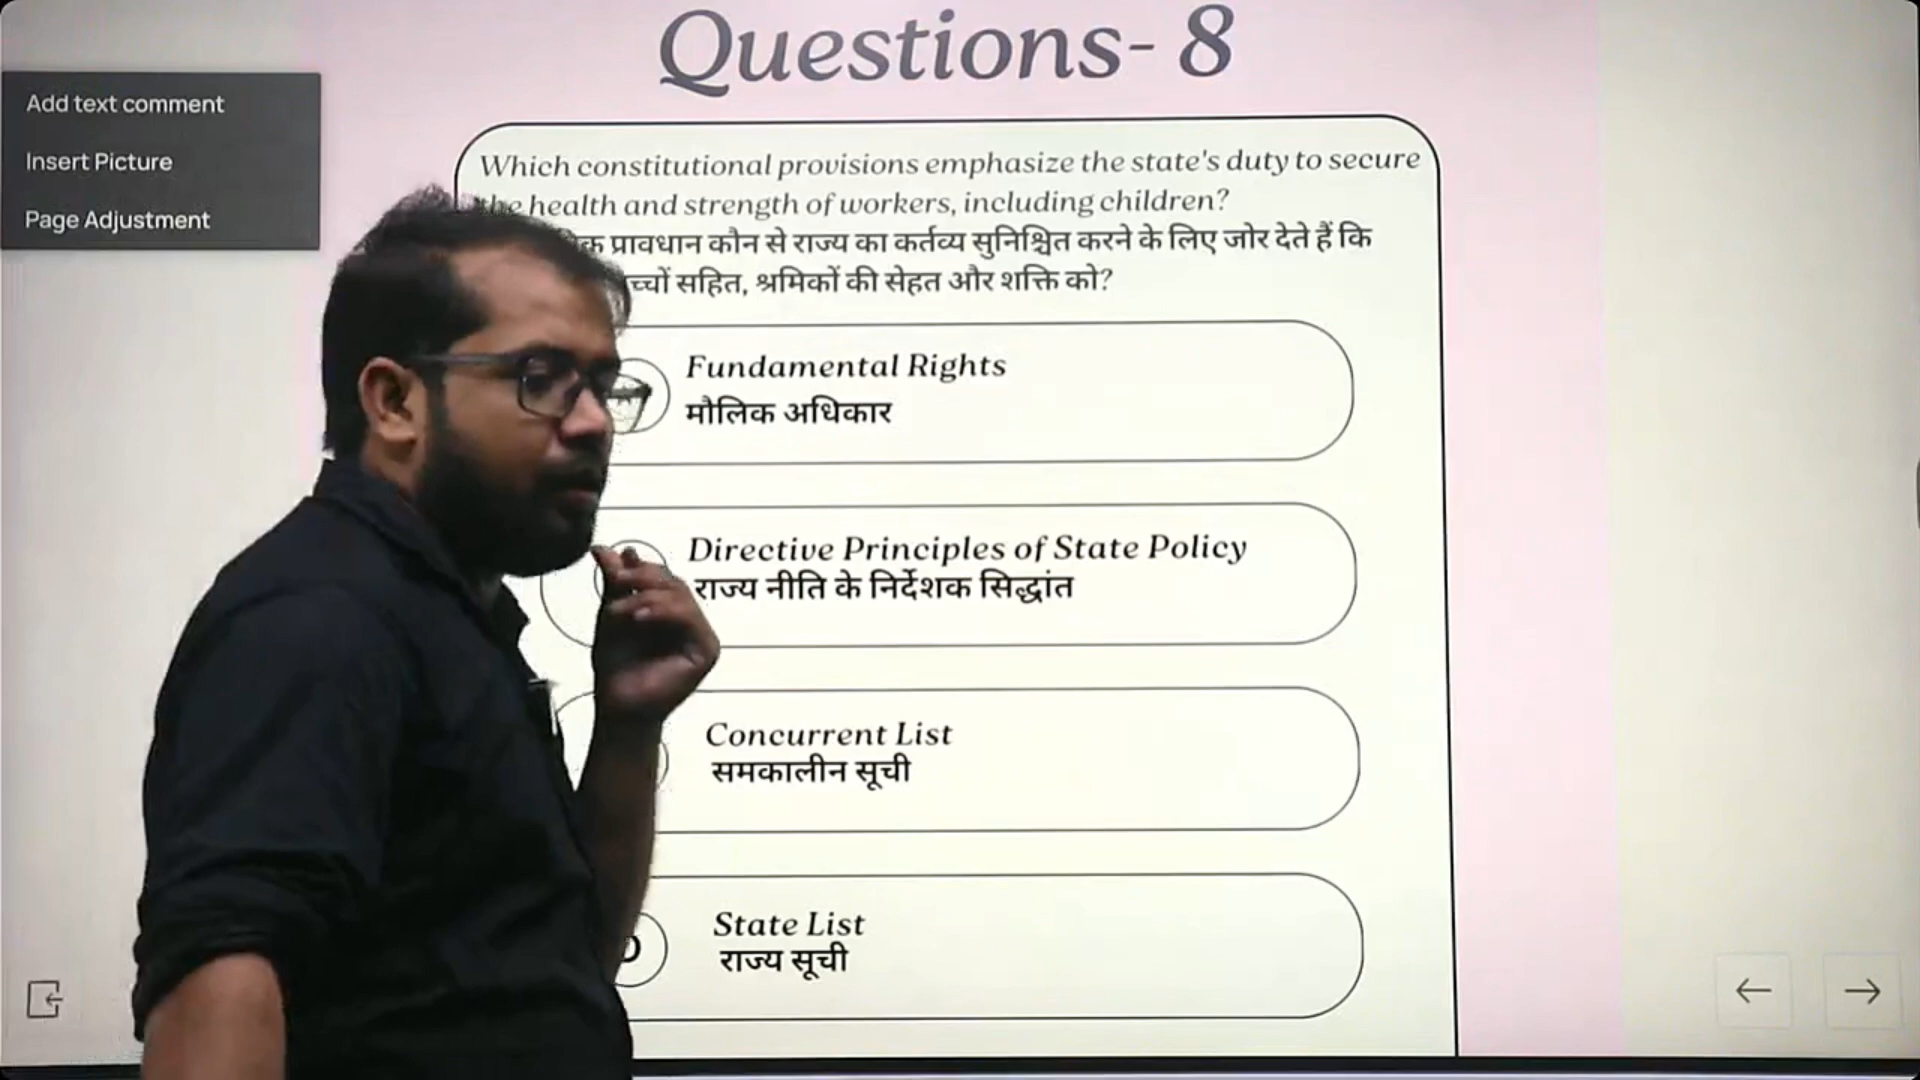 Questions- 8
Add text comment
Insert Picture
Page Adjustment
Which constitutional provisions emphasize the state's duty to secure
the health and strength of workers, including children?
प्रावधान कौन से राज्य का कर्तव्य सुनिश्चित करने के लिए जोर देते हैं कि
सहित, श्रमिकों की सेहत और शक्ति को?
Fundamental Rights
मौलिक अधिकार
Directive Principles of State Policy
राज्य नीति के निर्देशक सिद्धांत
Concurrent List
समकालीन सूची
D
State List
राज्य सूची